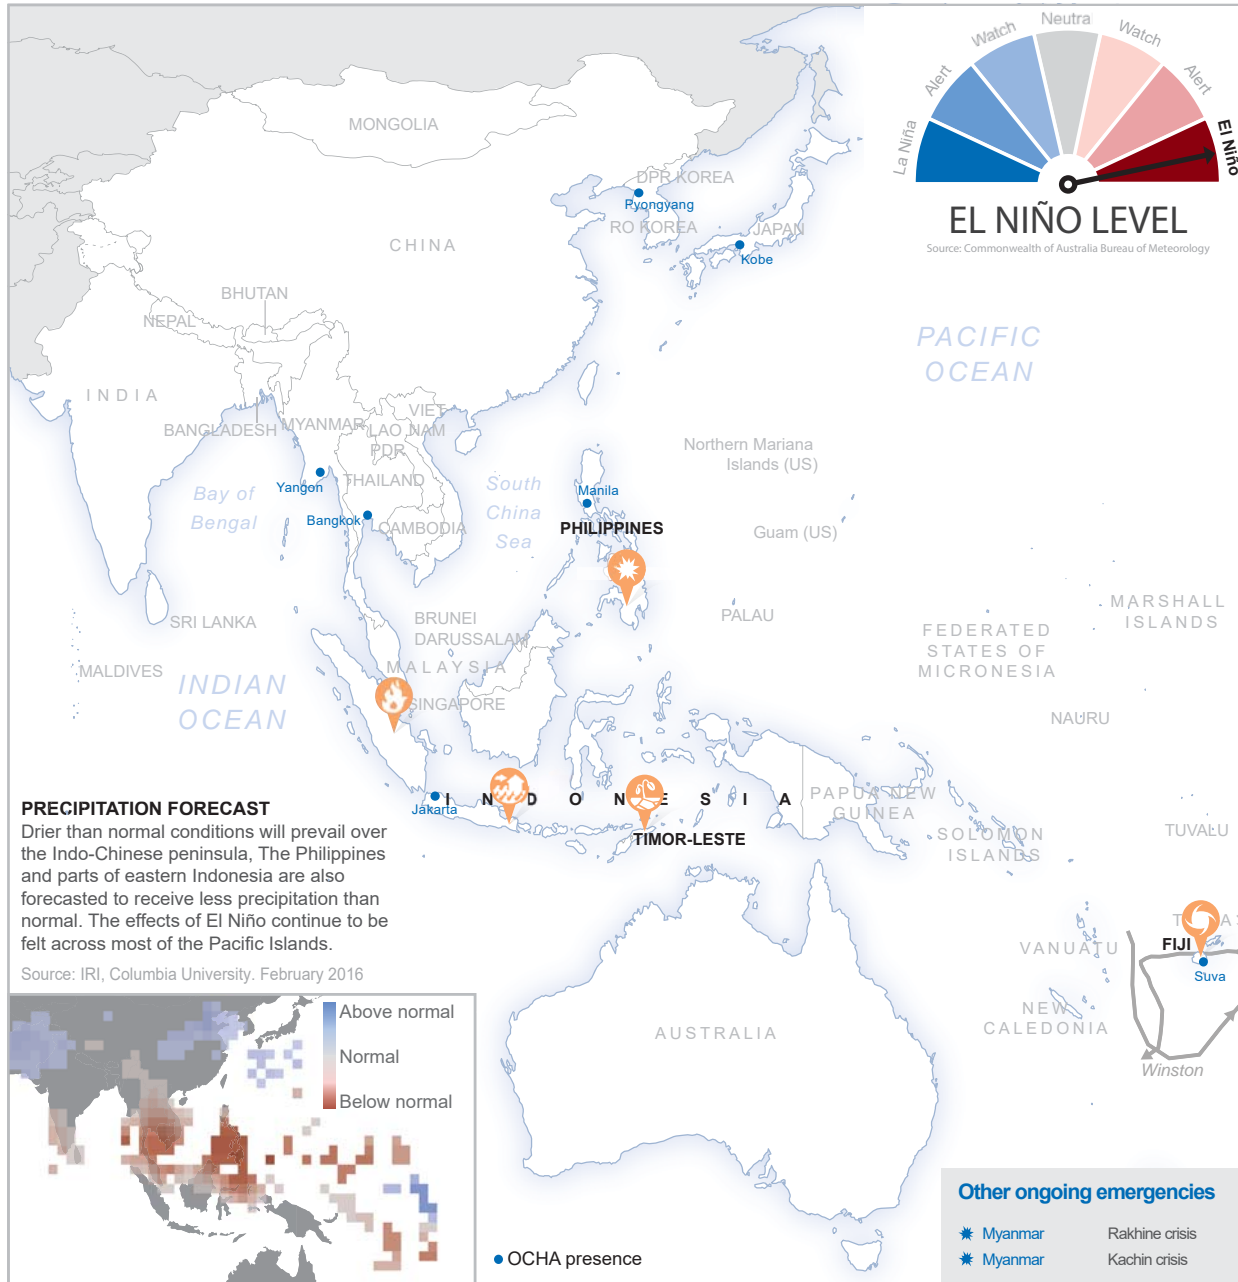 Neutral
Watch
Watch
Alert
Alert
La Niña
El Niño
EL NIÑO LEVEL
Source: Commonwealth of Australia Bureau of Meteorology
MONGOLIA
DPR KOREA
Pyongyang
RO KOREA
JAPAN
Kobe
CHINA
BHUTAN
NEPAL
PACIFIC
OCEAN
INDIA
BANGLADESH
MYANMAR
LAO
PDR
VIET
NAM
Northern Mariana
Islands (US)
Yangon
THAILAND
Bay of
Bengal
Bangkok
CAMBODIA
South
China
Sea
Manila
PHILIPPINES
Guam (US)
SRI LANKA
BRUNEI
DARUSSALAM
PALAU
MARSHALL
ISLANDS
FEDERATED
STATES OF
MICRONESIA
MALDIVES
MALAYSIA
INDIAN
OCEAN
SINGAPORE
NAURU
Jakarta
INDONESIA
PAPUA NEW
GUINEA
TIMOR-LESTE
SOLOMON
ISLANDS
TUVALU
PRECIPITATION FORECAST
Drier than normal conditions will prevail over
the Indo-Chinese peninsula, The Philippines
and parts of eastern Indonesia are also
forecasted to receive less precipitation than
normal. The effects of El Niño continue to be
felt across most of the Pacific Islands.
Source: IRI, Columbia University. February 2016
VANUATU
FIJI
Suva
NEW
CALEDONIA
AUSTRALIA
Winston
Above normal
Normal
Below normal
OCHA presence
Other ongoing emergencies
Myanmar Rakhine crisis
Myanmar Kachin crisis